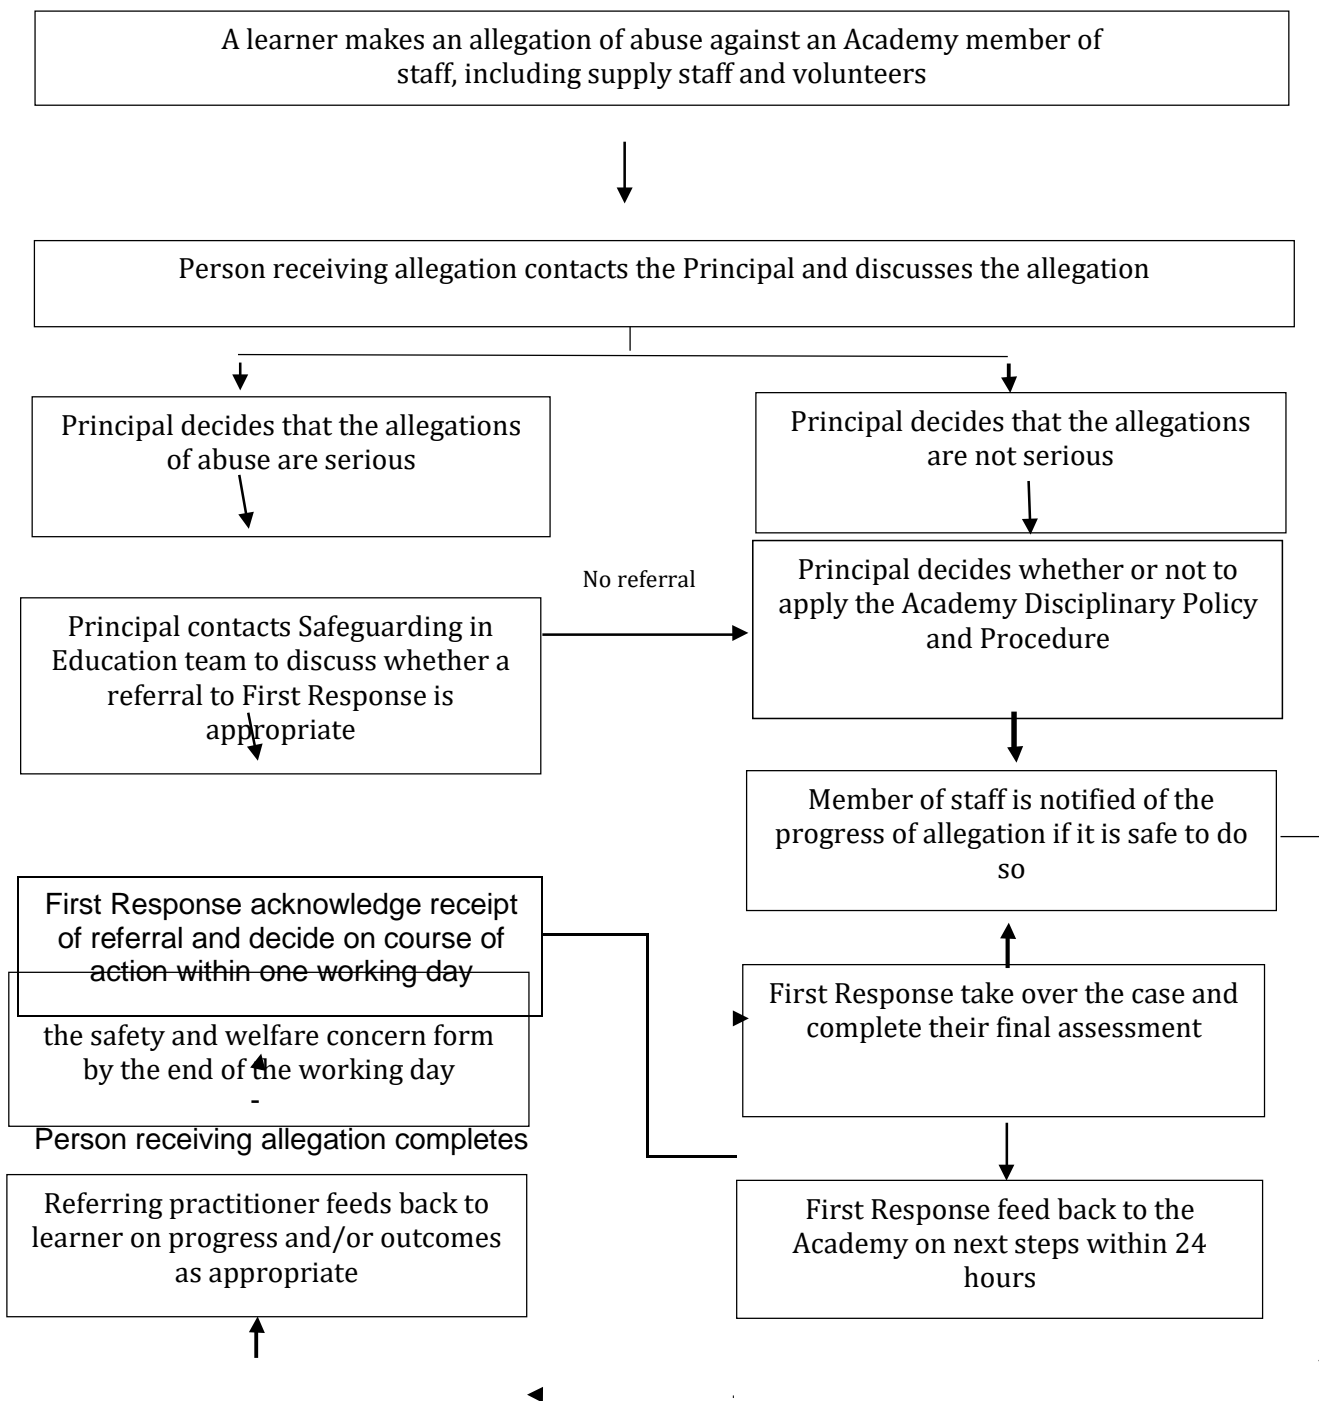 A learner makes an allegation of abuse against an Academy member of
staff, including supply staff and volunteers
Person receiving allegation contacts the Principal and discusses the allegation
Principal decides that the allegations
of abuse are serious
Principal decides that the allegations
are not serious
No referral
Principal decides whether or not to
apply the Academy Disciplinary Policy
and Procedure
Principal contacts Safeguarding in
Education team to discuss whether a
referral to First Response is
appropriate
Member of staff is notified of the
progress of allegation if it is safe to do
so
First Response acknowledge receipt
of referral and decide on course of
action within one working day
First Response take over the case and
complete their final assessment
the safety and welfare concern form
by the end of the working day
-
Person receiving allegation completes
Referring practitioner feeds back to
learner on progress and/or outcomes
as appropriate
First Response feed back to the
Academy on next steps within 24
hours